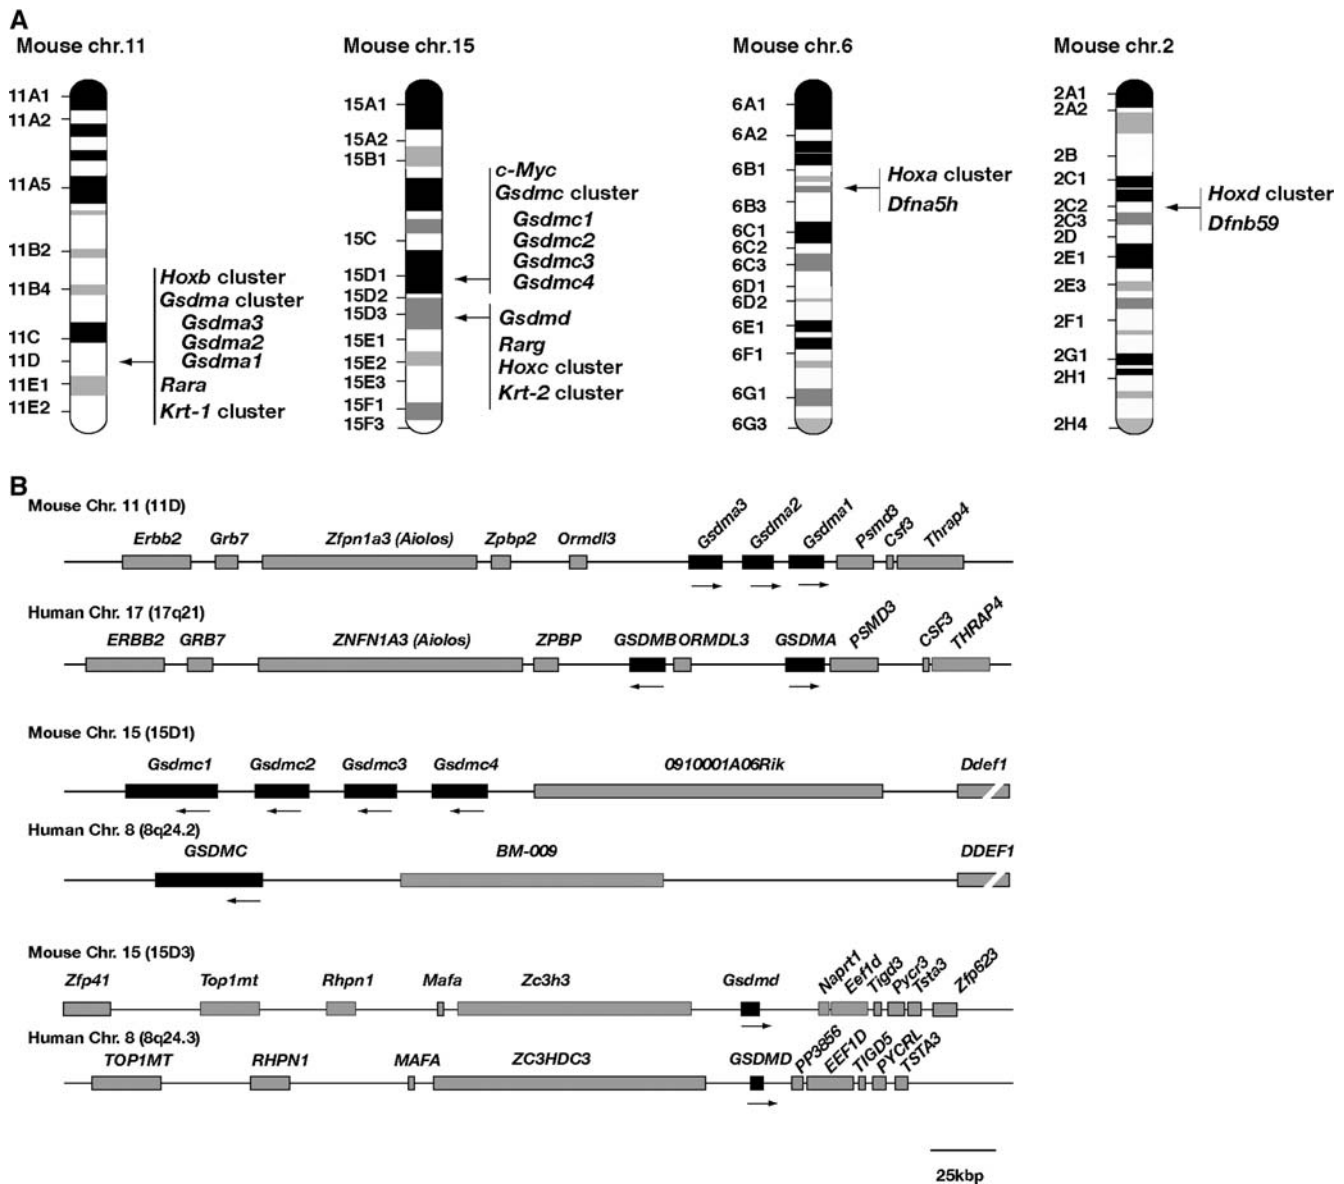 A
Mouse chr.11
11A1
11A2
11A5
11B2
11B4
11C
11D
11E1
11E2
Hoxb cluster
Gsdma cluster
Gsdma3
Gsdma2
Gsdma1
Rara
Krt-1 cluster
Mouse chr.15
15A1
15A2
15B1
15C
15D1
15D2
15D3
15E1
15E2
15E3
15F1
15F3
c-Myc
Gsdmc cluster
Gsdmc1
Gsdmc2
Gsdmc3
Gsdmc4
Gsdmd
Rarg
Hoxc cluster
Krt-2 cluster
Mouse chr.6
6A1
6A2
6B1
6B3
6C1
6C2
6C3
6D1
6D2
6E1
6F1
6G1
6G3
Hoxa cluster
Dfna5h
Mouse chr.2
2A1
2A2
2B
2C1
2C2
2C3
2D
2E1
2E3
2F1
2G1
2H1
2H4
Hoxd cluster
Dfnb59
B
Mouse Chr. 11 (11D)
Erbb2 Grb7 Zfpn1a3 (Aiolos) Zpbp2 Ormdl3 Gsdma3 Gsdma2 Gsdma1 Psmd3 Csf3 Thrap4
Human Chr. 17 (17q21)
ERBB2 GRB7 ZNFN1A3 (Aiolos) ZPBP GSDMB ORMDL3 GSDMA PSMD3 CSF3 THRAP4
Mouse Chr. 15 (15D1)
Gsdmc1 Gsdmc2 Gsdmc3 Gsdmc4 0910001A06Rik Ddef1
Human Chr. 8 (8q24.2)
GSDMC BM-009 DDEF1
Mouse Chr. 15 (15D3)
Zfp41 Top1mt Rhpn1 Mafa Zc3h3 Gsdmd Naprt1 Eef1d Tigd3 Pycr3 Tsta3 Zfp623
Human Chr. 8 (8q24.3)
TOP1MT RHPN1 MAFA ZC3HDC3 GSDMD PP3856 EEF1D TIGD5 PYCRL TSTA3
25kbp